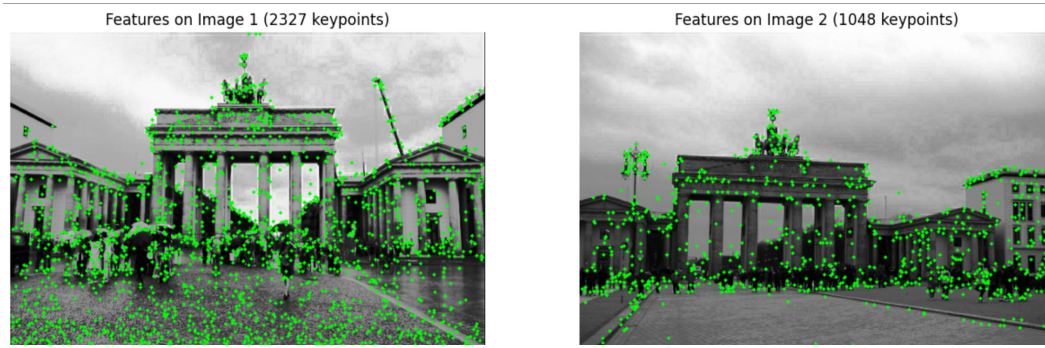 Features on Image 1 (2327 keypoints)
Features on Image 2 (1048 keypoints)